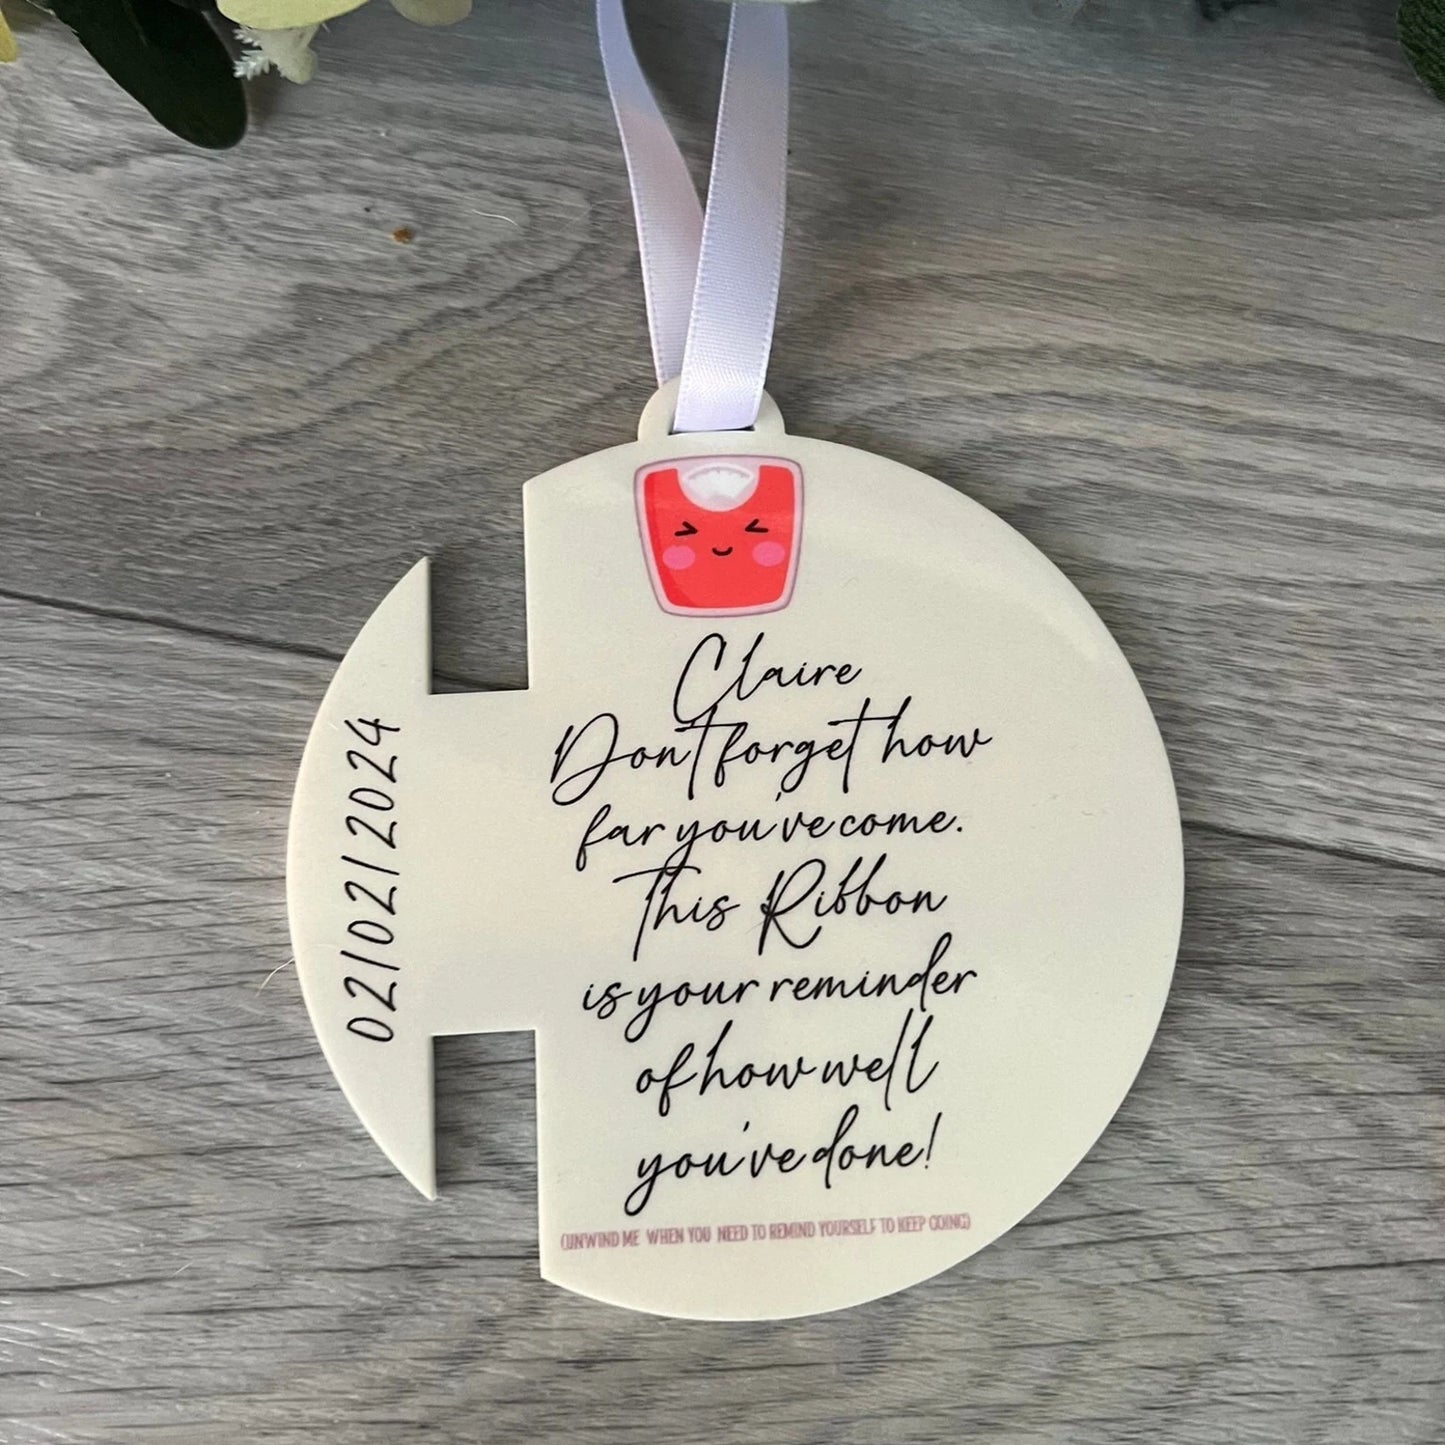 Claire
Don't forget how
far you've come.
This Ribbon
is your reminder
of how well
you've done!
(UNWIND ME WHEN YOU NEED TO REMIND YOURSELF TO KEEP GOING)
02/02/2024